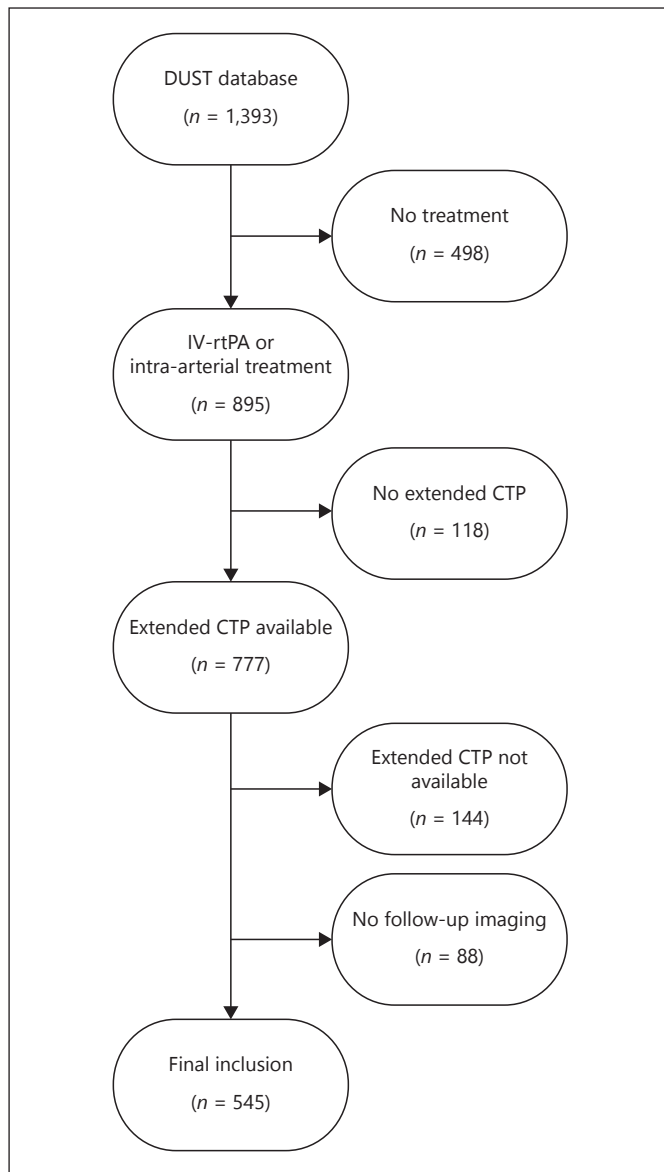 DUST database
(n = 1,393)
No treatment
(n = 498)
IV-rtPA or
intra-arterial treatment
(n = 895)
No extended CTP
(n = 118)
Extended CTP available
(n = 777)
Extended CTP not
available
(n = 144)
No follow-up imaging
(n = 88)
Final inclusion
(n = 545)